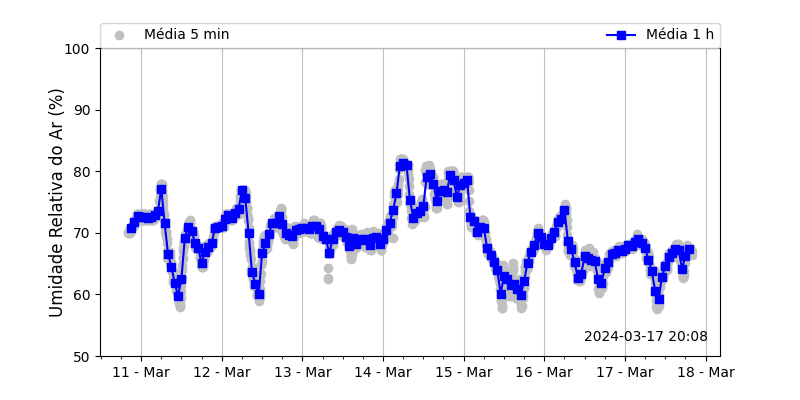 Média 5 min
Média 1 h
Umidade Relativa do Ar (%)
100
90
80
70
60
50
2024-03-17 20:08
11 - Mar
12 - Mar
13 - Mar
14 - Mar
15 - Mar
16 - Mar
17 - Mar
18 - Mar